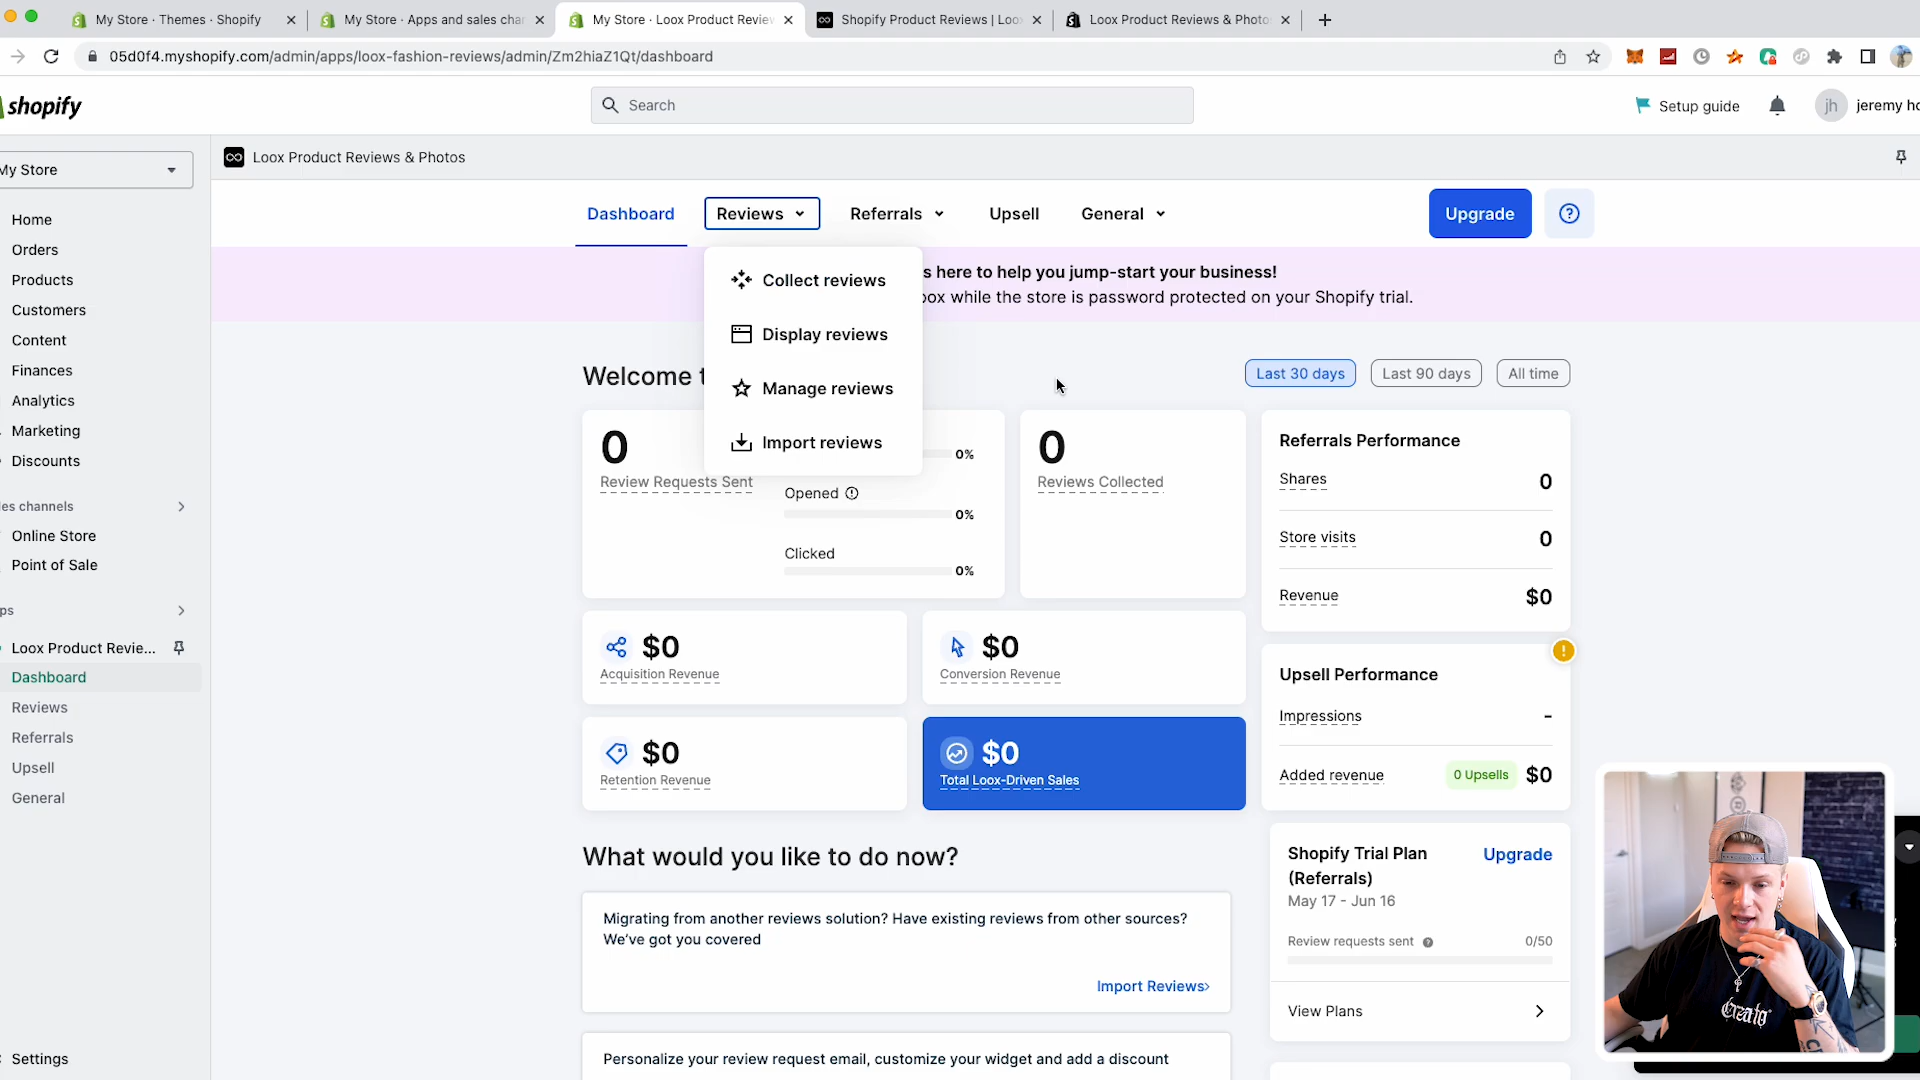 My Store · Themes · Shopify
My Store · Apps and sales cha
My Store · Loox Product Review
Shopify Product Reviews | Loo
Loox Product Reviews & Photo
05d0f4.myshopify.com/admin/apps/loox-fashion-reviews/admin/Zm2hiaZ1Qt/dashboard
shopify
Search
Setup guide
jh
jeremy ho
My Store
Loox Product Reviews & Photos
Home
Orders
Products
Customers
Content
Finances
Analytics
Marketing
Discounts
les channels
Online Store
Point of Sale
ps
Loox Product Revie...
Dashboard
Reviews
Referrals
Upsell
General
Settings
Dashboard
Reviews
Referrals
Upsell
General
Upgrade
Collect reviews
Display reviews
Manage reviews
Import reviews
s here to help you jump-start your business!
oox while the store is password protected on your Shopify trial.
Welcome t
Last 30 days
Last 90 days
All time
0
Review Requests Sent
0%
Opened
0%
Clicked
0%
0
Reviews Collected
$0
Acquisition Revenue
$0
Conversion Revenue
$0
Retention Revenue
$0
Total Loox-Driven Sales
Referrals Performance
Shares 0
Store visits 0
Revenue $0
Upsell Performance
Impressions -
Added revenue 0 Upsells $0
What would you like to do now?
Migrating from another reviews solution? Have existing reviews from other sources?
We've got you covered
Import Reviews›
Personalize your review request email, customize your widget and add a discount
Shopify Trial Plan
(Referrals)
Upgrade
May 17 - Jun 16
Review requests sent 0/50
View Plans